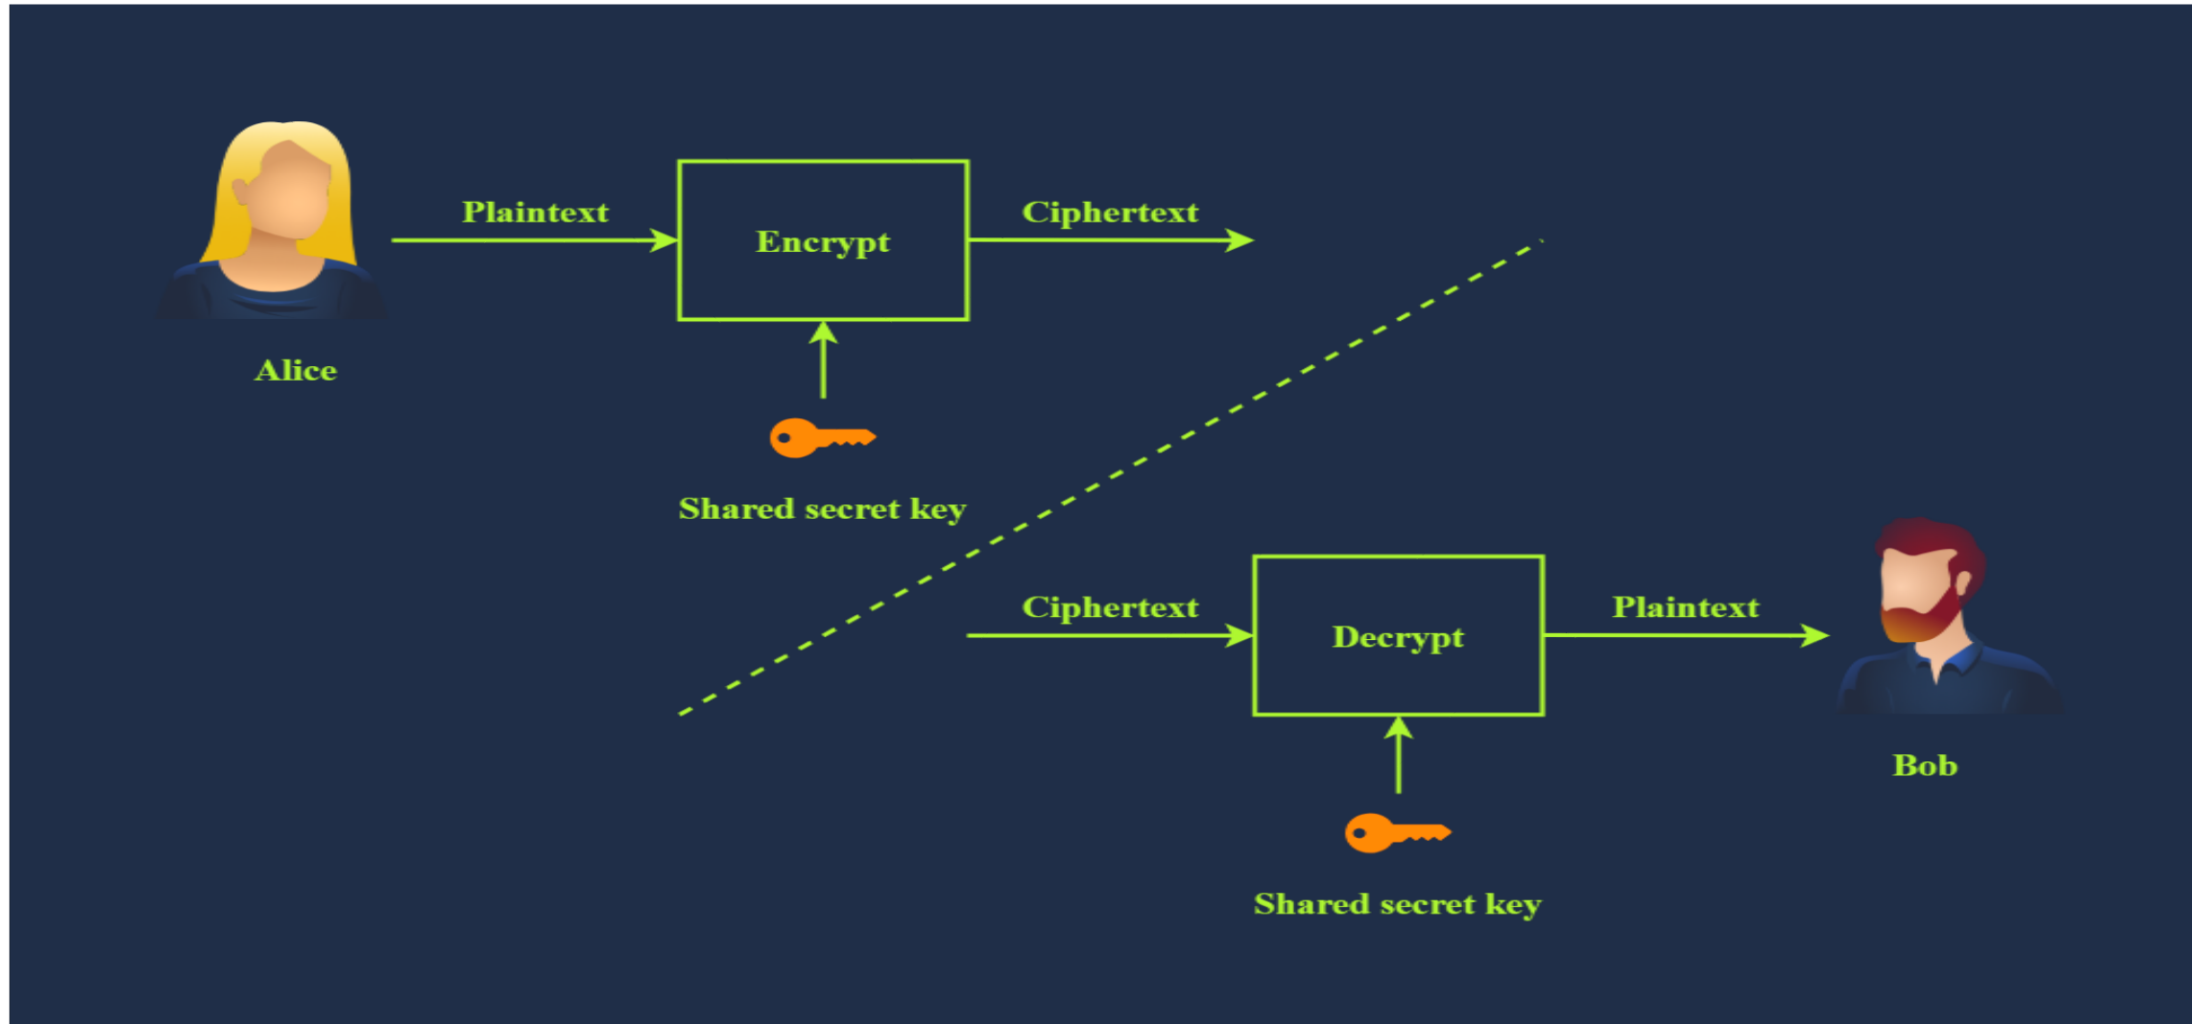 Plaintext
Encrypt
Ciphertext
Alice
Shared secret key
Ciphertext
Decrypt
Plaintext
Bob
Shared secret key